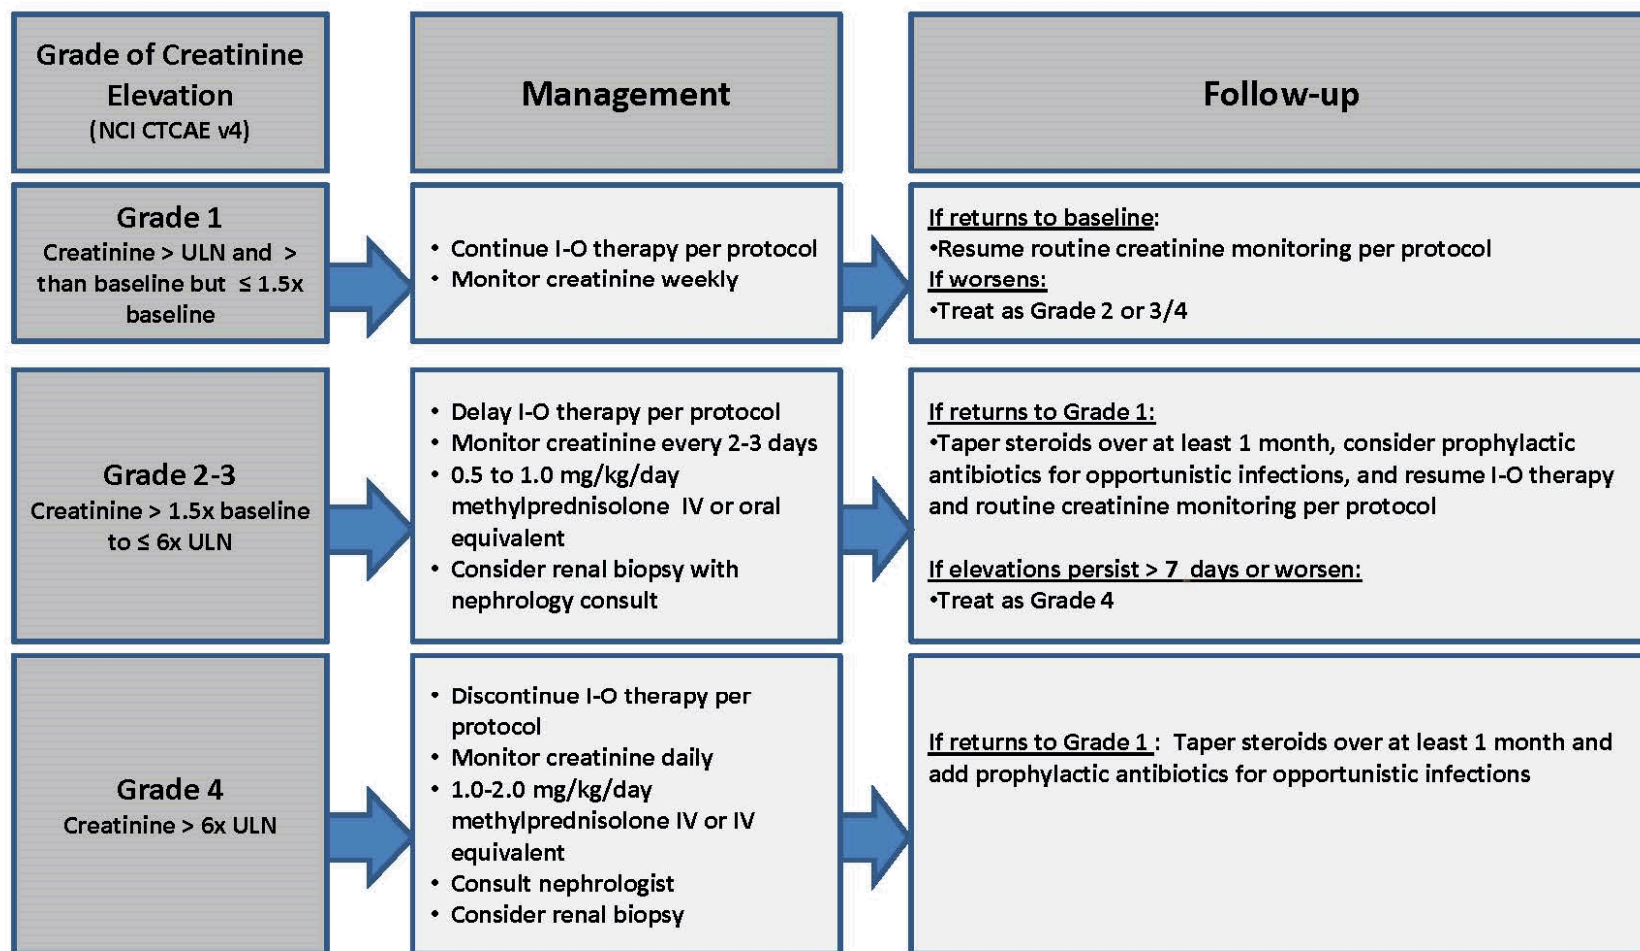 Grade of Creatinine
Elevation
(NCI CTCAE v4)
Management
Follow-up
Grade 1
Creatinine > ULN and >
than baseline but ≤ 1.5x
baseline
• Continue I-O therapy per protocol
• Monitor creatinine weekly
If returns to baseline:
•Resume routine creatinine monitoring per protocol
If worsens:
•Treat as Grade 2 or 3/4
Grade 2-3
Creatinine > 1.5x baseline
to ≤ 6x ULN
• Delay I-O therapy per protocol
• Monitor creatinine every 2-3 days
• 0.5 to 1.0 mg/kg/day
methylprednisolone IV or oral
equivalent
• Consider renal biopsy with
nephrology consult
If returns to Grade 1:
•Taper steroids over at least 1 month, consider prophylactic
antibiotics for opportunistic infections, and resume I-O therapy
and routine creatinine monitoring per protocol
If elevations persist > 7 days or worsen:
•Treat as Grade 4
Grade 4
Creatinine > 6x ULN
• Discontinue I-O therapy per
protocol
• Monitor creatinine daily
• 1.0-2.0 mg/kg/day
methylprednisolone IV or IV
equivalent
• Consult nephrologist
• Consider renal biopsy
If returns to Grade 1 : Taper steroids over at least 1 month and
add prophylactic antibiotics for opportunistic infections